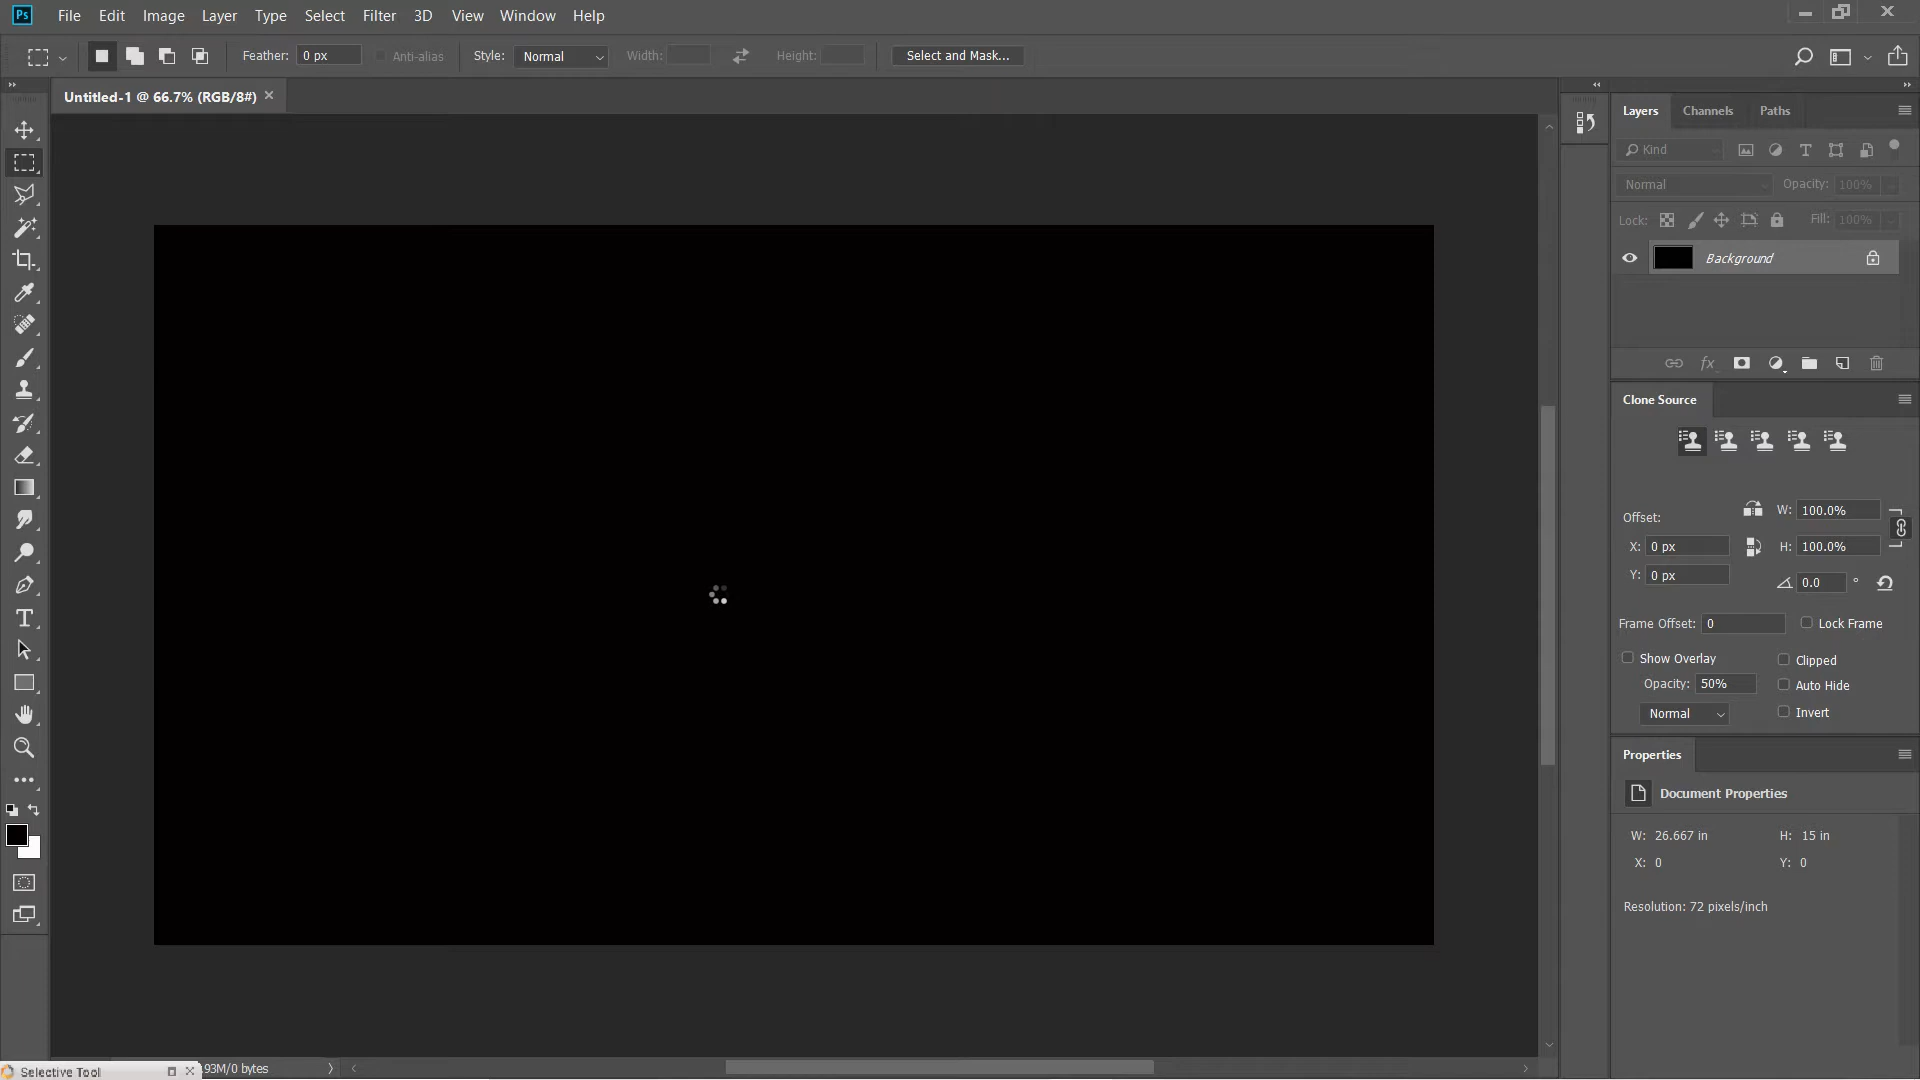 Ps File Edit Image Layer Type Select Filter 3D View Window Help
Feather: 0 px Anti-alias Style: Normal Width: Height: Select and Mask...
Untitled-1 @ 66.7% (RGB/8#)
Layers Channels Paths
Kind
Normal Opacity: 100%
Lock: Fill: 100%
Background
Clone Source
Offset: W: 100.0%
X: 0 px H: 100.0%
Y: 0 px 0.0 °
Frame Offset: 0 Lock Frame
Show Overlay Clipped
Opacity: 50% Auto Hide
Normal Invert
Properties
Document Properties
W: 26.667 in H: 15 in
X: 0 Y: 0
Resolution: 72 pixels/inch
Selective Tool .93M/0 bytes